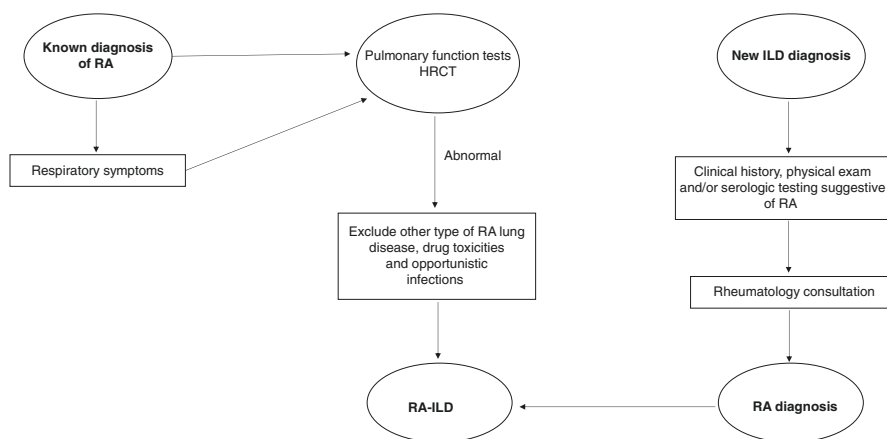 Known diagnosis
of RA
Respiratory symptoms
Pulmonary function tests
HRCT
Abnormal
Exclude other type of RA lung
disease, drug toxicities
and opportunistic
infections
RA-ILD
New ILD diagnosis
Clinical history, physical exam
and/or serologic testing suggestive
of RA
Rheumatology consultation
RA diagnosis